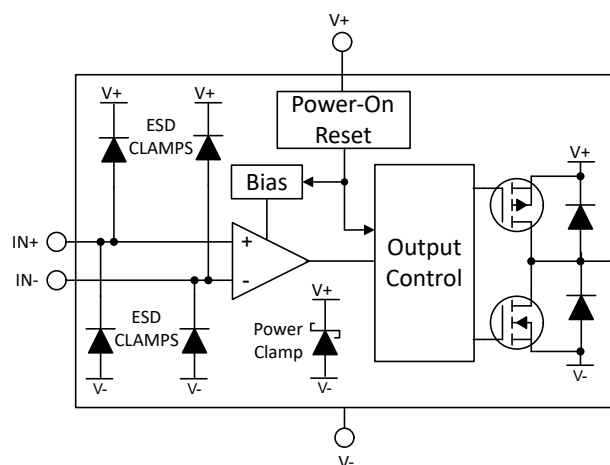 V+
V+
V+
ESD
CLAMPS
Power-On
Reset
V+
Bias
IN+
+
Output
Control
IN-
-
ESD
CLAMPS
V+
Power
Clamp
V-
V-
V-
V-
V-